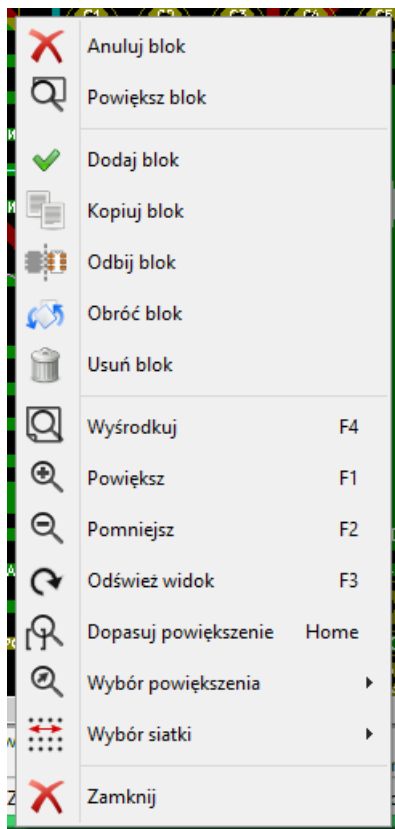 Anuluj blok
Powiększ blok
Dodaj blok
Kopiuj blok
Odbij blok
Obróć blok
Usuń blok
Wyśrodkuj F4
Powiększ F1
Pomniejsz F2
Odśwież widok F3
Dopasuj powiększenie Home
Wybór powiększenia
Wybór siatki
Zamknij